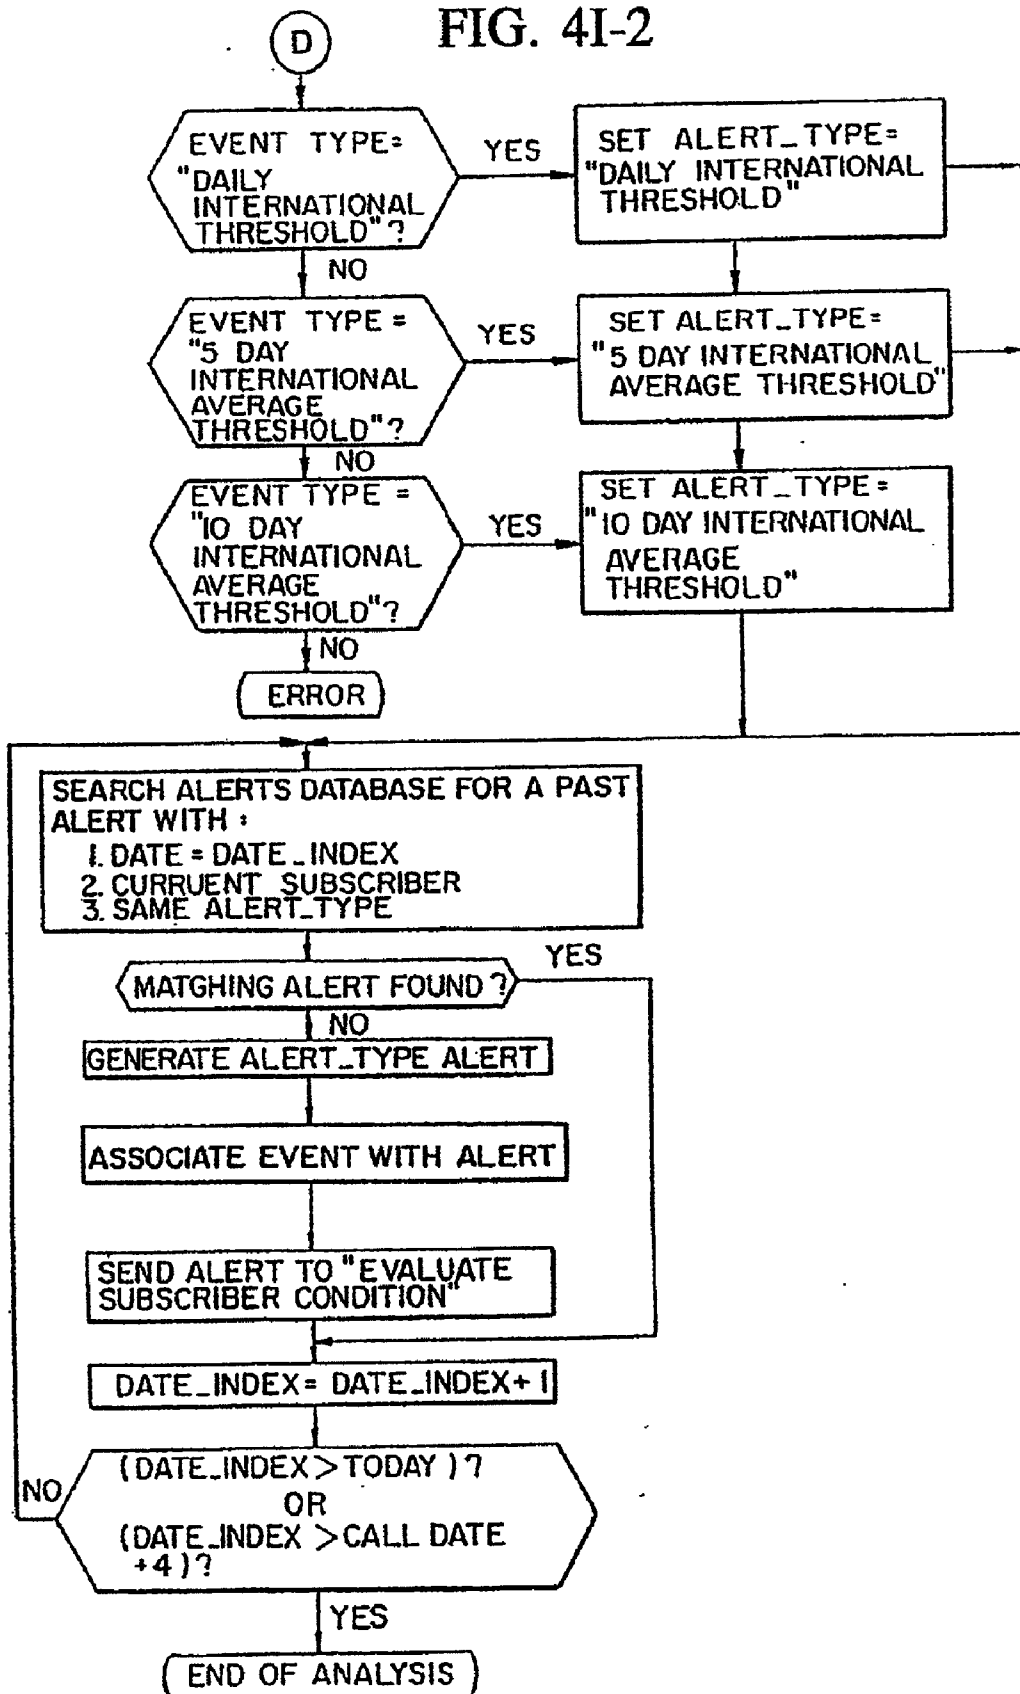 FIG. 4I-2
D
EVENT TYPE=
"DAILY
INTERNATIONAL
THRESHOLD"?
YES
SET ALERT_TYPE=
"DAILY INTERNATIONAL
THRESHOLD"
NO
EVENT TYPE =
"5 DAY
INTERNATIONAL
AVERAGE
THRESHOLD"?
YES
SET ALERT_TYPE=
"5 DAY INTERNATIONAL
AVERAGE THRESHOLD"
NO
EVENT TYPE =
"10 DAY
INTERNATIONAL
AVERAGE
THRESHOLD"?
YES
SET ALERT_TYPE=
"10 DAY INTERNATIONAL
AVERAGE
THRESHOLD"
NO
ERROR
SEARCH ALERTS DATABASE FOR A PAST
ALERT WITH :
1. DATE = DATE_INDEX
2. CURRUENT SUBSCRIBER
3. SAME ALERT_TYPE
YES
MATGHING ALERT FOUND ?
NO
GENERATE ALERT_TYPE ALERT
ASSOCIATE EVENT WITH ALERT
SEND ALERT TO "EVALUATE
SUBSCRIBER CONDITION"
DATE_INDEX= DATE_INDEX+ 1
NO
(DATE_INDEX > TODAY )?
OR
(DATE_INDEX > CALL DATE
+4)?
YES
END OF ANALYSIS